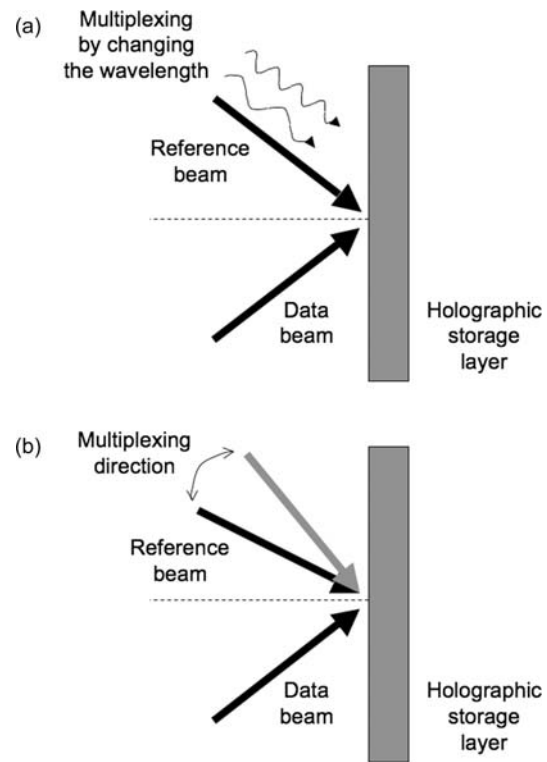 (a)
Multiplexing
by changing
the wavelength
Reference
beam
Data
beam
Holographic
storage
layer
(b)
Multiplexing
direction
Reference
beam
Data
beam
Holographic
storage
layer